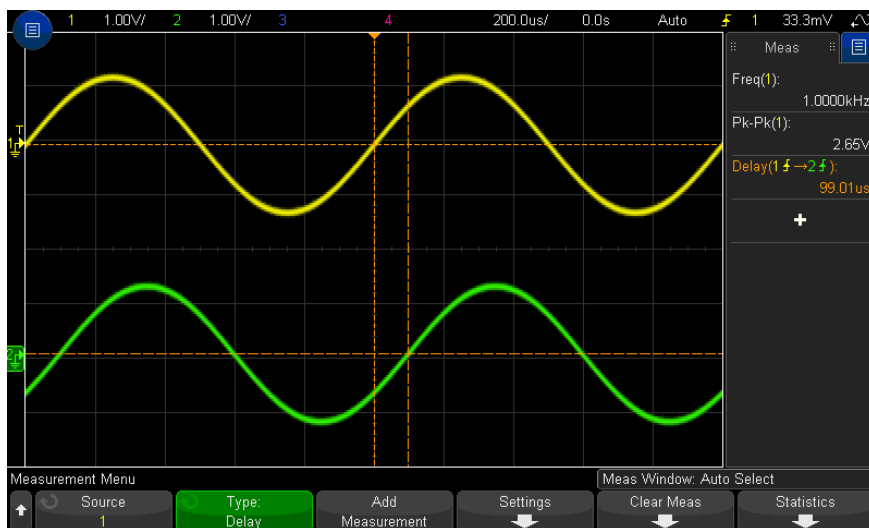 1 1.00V/ 2 1.00V/ 3 4 200.0us/ 0.0s Auto 1 33.3mV
Meas
Freq(1):
1.0000kHz
Pk-Pk(1):
2.65V
Delay(1→2):
99.01us
+
T
1
2
Measurement Menu
Meas Window: Auto Select
Source
1
Type:
Delay
Add
Measurement
Settings
Clear Meas
Statistics